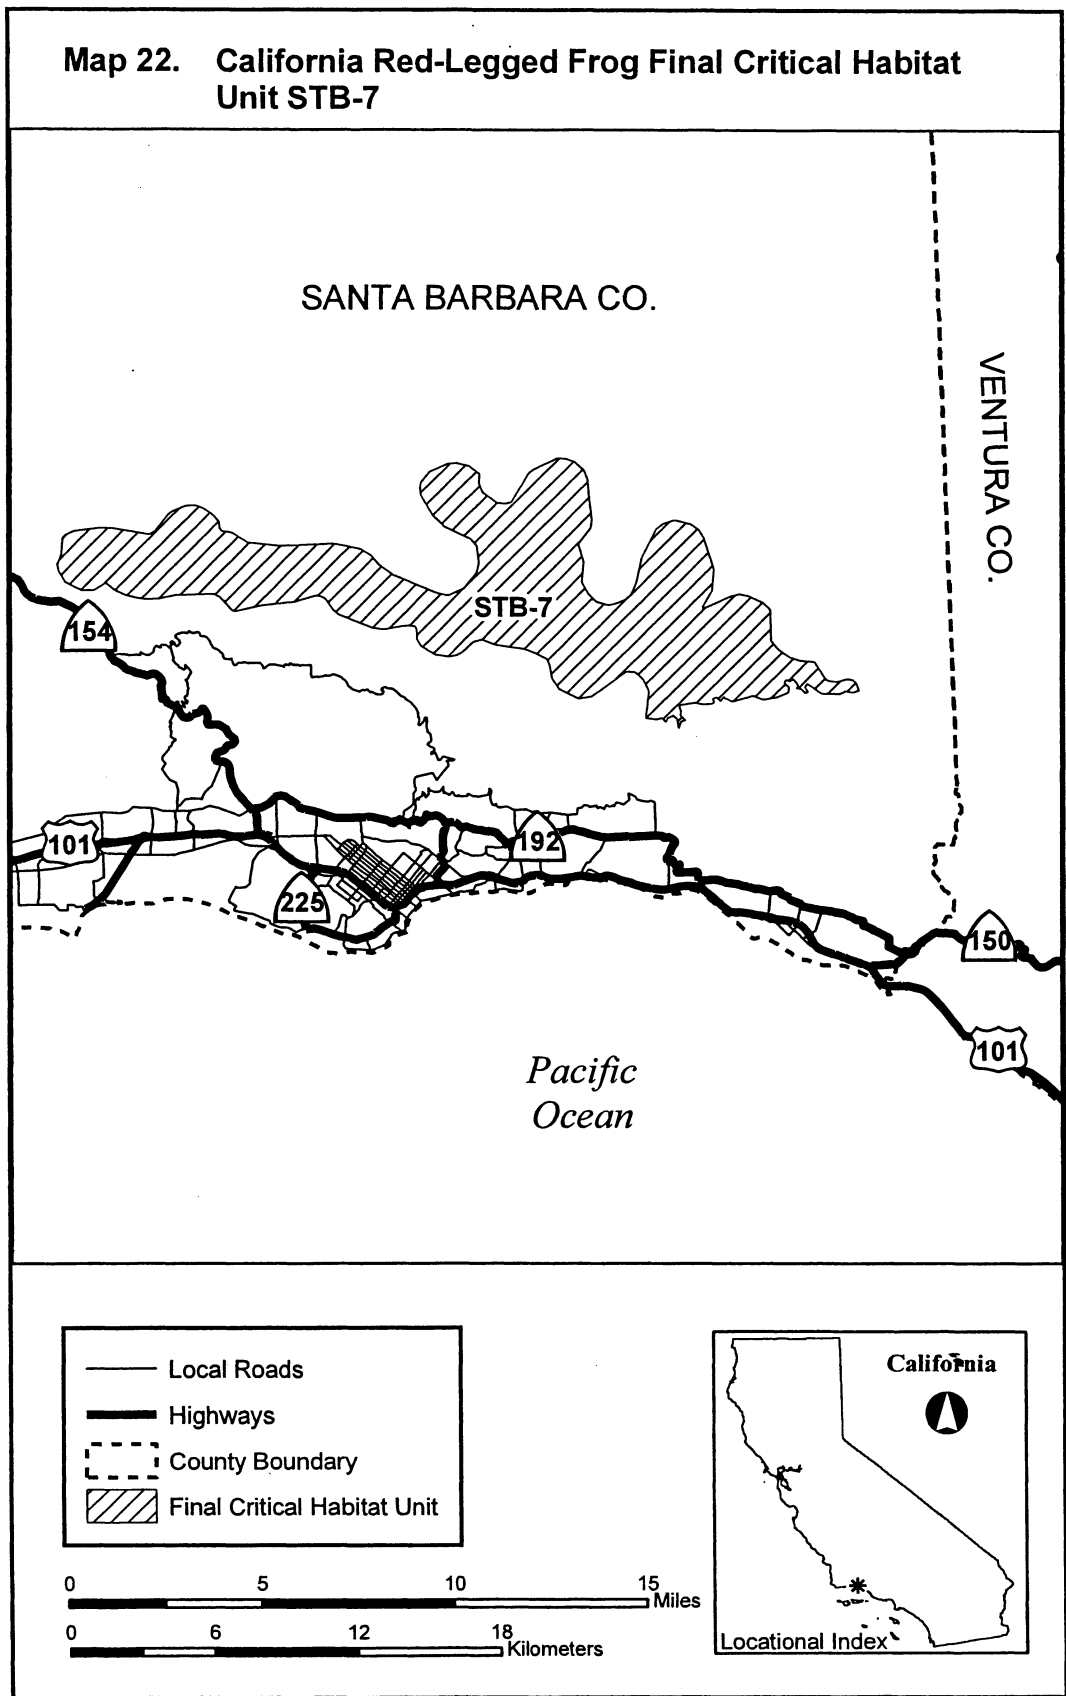 Map 22. California Red-Legged Frog Final Critical Habitat
Unit STB-7
SANTA BARBARA CO.
VENTURA CO.
STB-7
154
101
192
225
150
101
Pacific
Ocean
Local Roads
Highways
County Boundary
Final Critical Habitat Unit
0 5 10 15 Miles
0 6 12 18 Kilometers
California
Locational Index